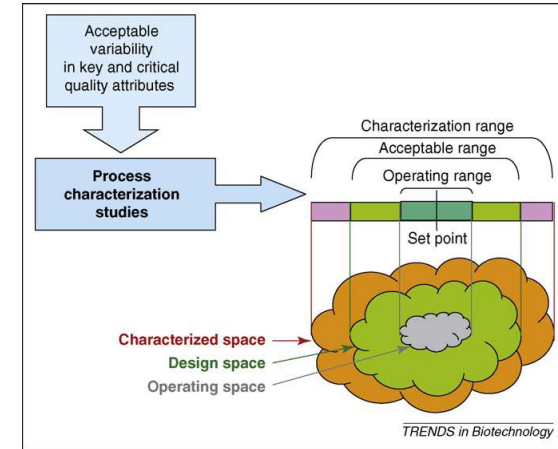 Acceptable
variability
in key and critical
quality attributes
Process
characterization
studies
Characterization range
Acceptable range
Operating range
Set point
Characterized space
Design space
Operating space
TRENDS in Biotechnology